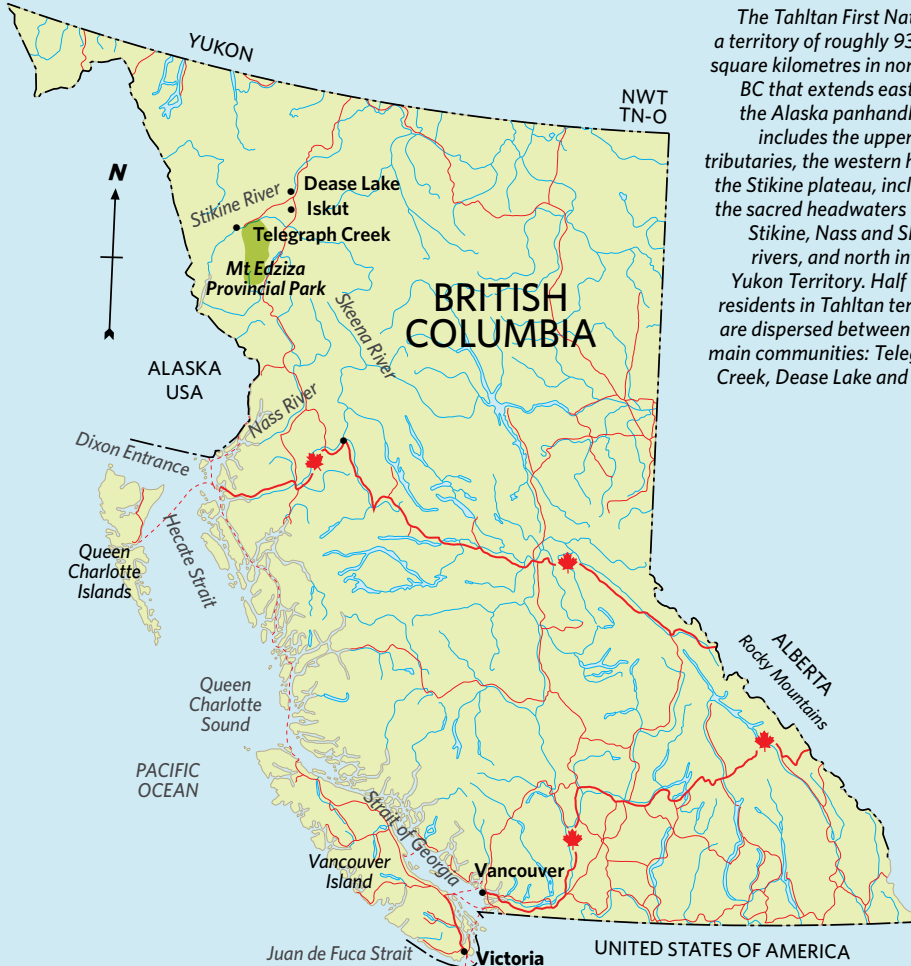 The Tahltan First Nat
a territory of roughly 93
square kilometres in nor
BC that extends east
the Alaska panhandl
includes the upper
tributaries, the western h
the Stikine plateau, incl
the sacred headwaters
Stikine, Nass and Sk
rivers, and north in
Yukon Territory. Half
residents in Tahltan ter
are dispersed between
main communities: Teleg
Creek, Dease Lake and
YUKON
NWT
TN-O
N
Stikine River
Dease Lake
Iskut
Telegraph Creek
Mt Edziza
Provincial Park
Skeena River
BRITISH
COLUMBIA
ALASKA
USA
Nass River
Dixon Entrance
Hecate Strait
Queen
Charlotte
Islands
ALBERTA
Rocky Mountains
Queen
Charlotte
Sound
PACIFIC
OCEAN
Strait of Georgia
Vancouver
Island
Vancouver
Juan de Fuca Strait
Victoria
UNITED STATES OF AMERICA